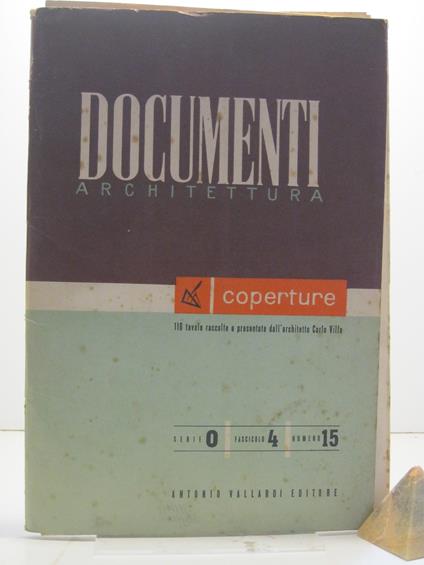 DOCUMENTI
ARCHITETTURA
coperture
116 tavole raccolte e presentate dall'architetto Carlo Villa
SERIE 0 FASCICOLO 4 NUMERO 15
ANTONIO VALLARDI EDITORE